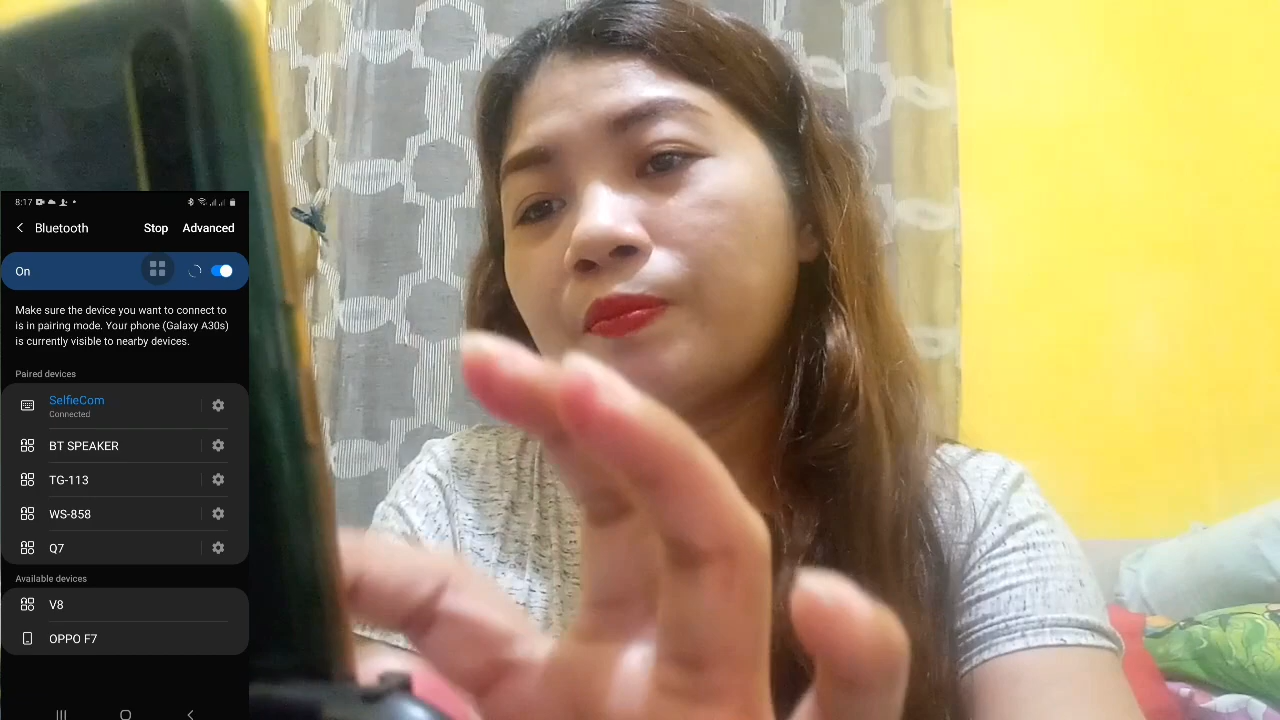 8:17
Bluetooth
Stop
Advanced
On
Make sure the device you want to connect to
is in pairing mode. Your phone (Galaxy A30s)
is currently visible to nearby devices.
Paired devices
SelfieCom
Connected
BT SPEAKER
TG-113
WS-858
Q7
Available devices
V8
OPPO F7